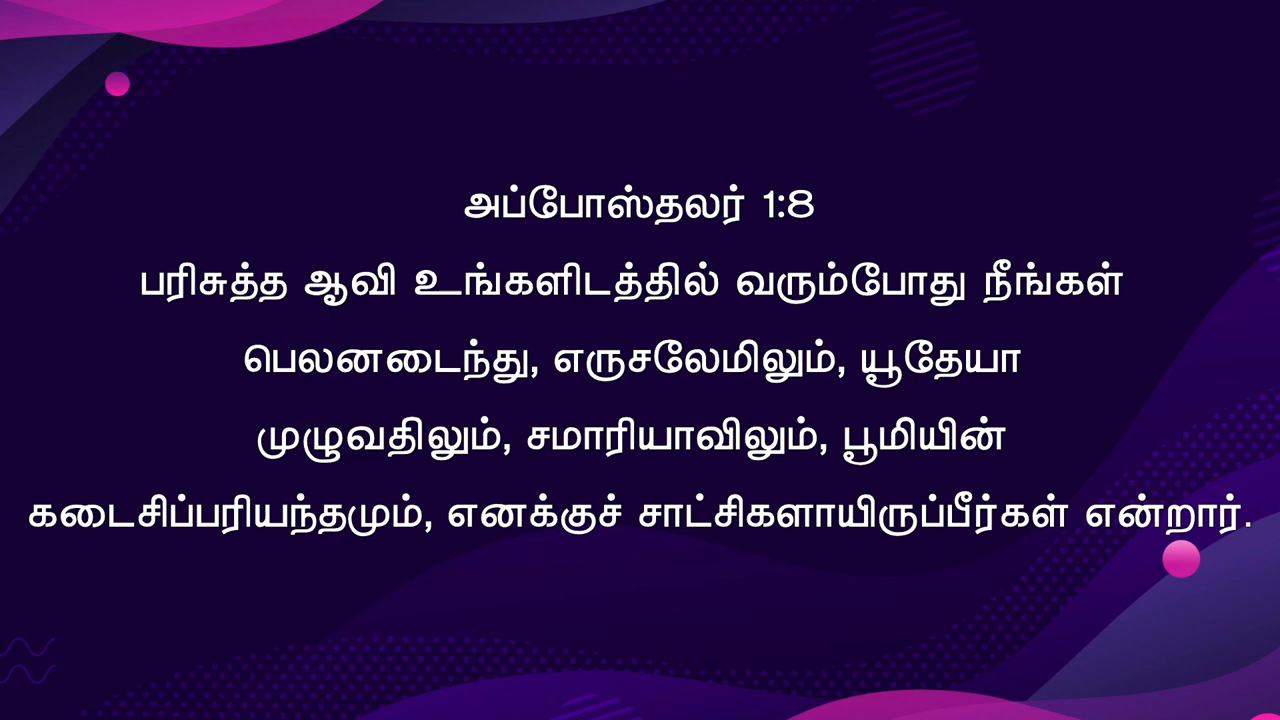 அப்போஸ்தலர் 1:8
பரிசுத்த ஆவி உங்களிடத்தில் வரும்போது நீங்கள்
பெலனடைந்து, எருசலேமிலும், யூதேயா
முழுவதிலும், சமாரியாவிலும், பூமியின்
கடைசிப்பரியந்தமும், எனக்குச் சாட்சிகளாயிருப்பீர்கள் என்றார்.